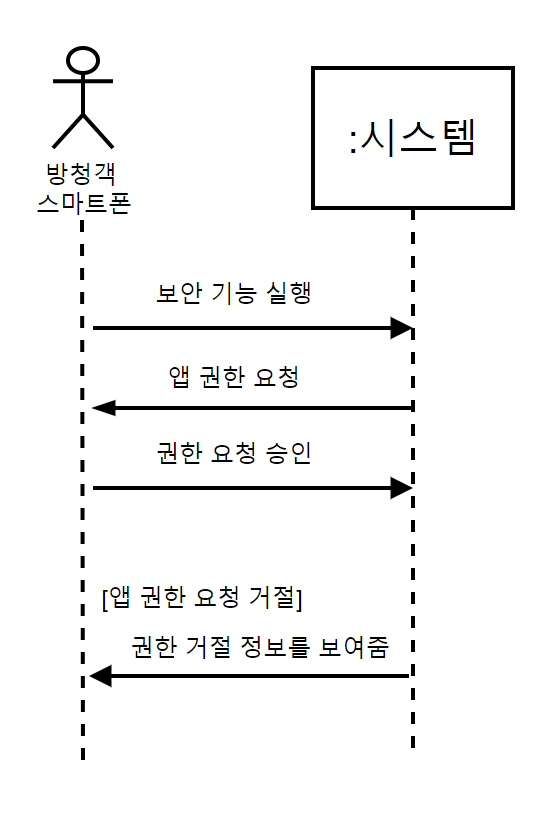 방청객
스마트폰
:시스템
보안 기능 실행
앱 권한 요청
권한 요청 승인
[앱 권한 요청 거절]
권한 거절 정보를 보여줌